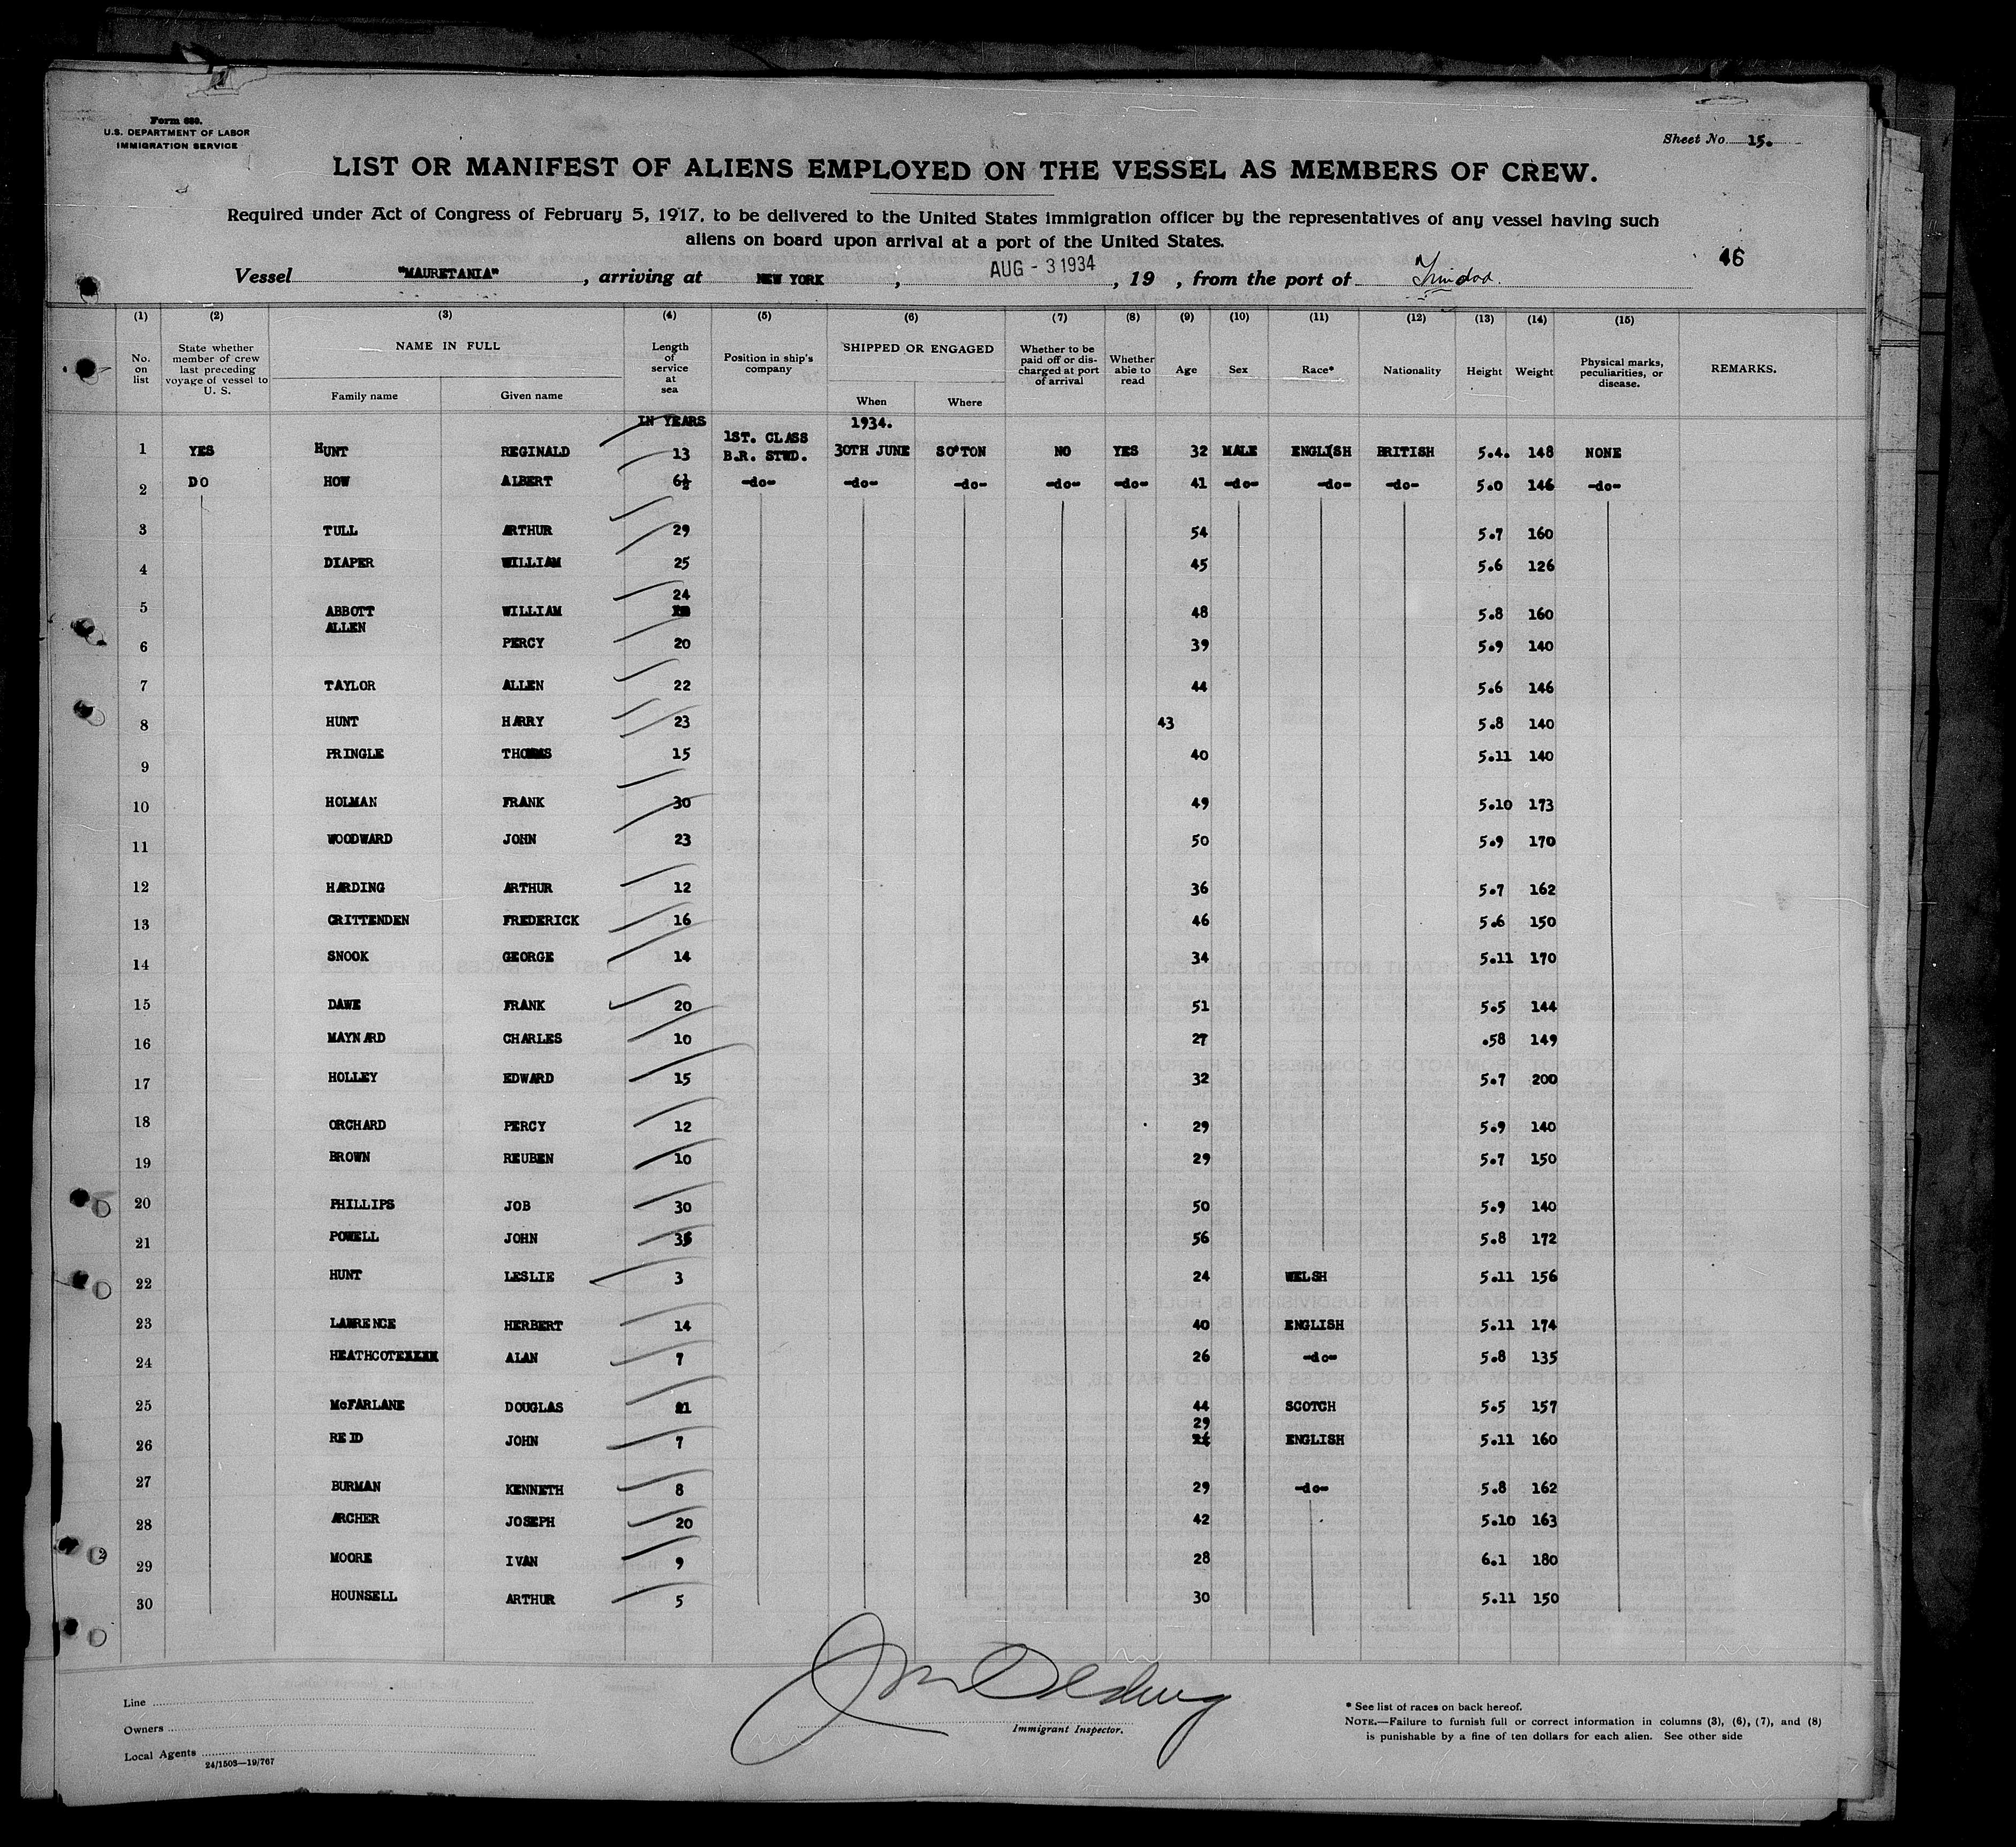 Form 680.
U.S. DEPARTMENT OF LABOR
IMMIGRATION SERVICE
Sheet No. 15.
LIST OR MANIFEST OF ALIENS EMPLOYED ON THE VESSEL AS MEMBERS OF CREW.
Required under Act of Congress of February 5, 1917, to be delivered to the United States immigration officer by the representatives of any vessel having such
aliens on board upon arrival at a port of the United States.
46
Vessel "MAURETANIA", arriving at NEW YORK, AUG - 3 1934, 19 , from the port of Trinidad.
(1) (2) (3) (4) (5) (6) (7) (8) (9) (10) (11) (12) (13) (14) (15)
No. on list
State whether member of crew last preceding voyage of vessel to U. S.
NAME IN FULL
Family name
Given name
Length of service at sea
Position in ship's company
SHIPPED OR ENGAGED
When
Where
Whether to be paid off or discharged at port of arrival
Whether able to read
Age
Sex
Race*
Nationality
Height
Weight
Physical marks, peculiarities, or disease.
REMARKS.
IN YEARS 1934.
1 YES HUNT REGINALD 13 1ST. CLASS B.R. STWD. 30TH JUNE SO'TON NO YES 32 MALE ENGLISH BRITISH 5.4. 148 NONE
2 DO HOW ALBERT 6½ -do- -do- -do- -do- -do- 41 -do- -do- -do- 5.0 146 -do-
3 TULL ARTHUR 29 54 5.7 160
4 DIAPER WILLIAM 25 45 5.6 126
5 ABBOTT WILLIAM 24 48 5.8 160
6 ALLEN PERCY 20 39 5.9 140
7 TAYLOR ALLEN 22 44 5.6 146
8 HUNT HARRY 23 43 5.8 140
9 PRINGLE THOMAS 15 40 5.11 140
10 HOLMAN FRANK 30 49 5.10 173
11 WOODWARD JOHN 23 50 5.9 170
12 HARDING ARTHUR 12 36 5.7 162
13 CRITTENDEN FREDERICK 16 46 5.6 150
14 SNOOK GEORGE 14 34 5.11 170
15 DAWE FRANK 20 51 5.5 144
16 MAYNARD CHARLES 10 27 .58 149
17 HOLLEY EDWARD 15 32 5.7 200
18 ORCHARD PERCY 12 29 5.9 140
19 BROWN REUBEN 10 29 5.7 150
20 PHILLIPS JOB 30 50 5.9 140
21 POWELL JOHN 56 5.8 172
22 HUNT LESLIE 3 24 WELSH 5.11 156
23 LAWRENCE HERBERT 14 40 ENGLISH 5.11 174
24 HEATHCOTE ALAN 7 26 -do- 5.8 135
25 McFARLANE DOUGLAS 44 SCOTCH 5.5 157
26 REID JOHN 7 29 ENGLISH 5.11 160
27 BURMAN KENNETH 8 29 -do- 5.8 162
28 ARCHER JOSEPH 20 42 5.10 163
29 MOORE IVAN 9 28 6.1 180
30 HOUNSELL ARTHUR 5 30 5.11 150
Line
Owners
Local Agents
24/1503—19/767
Immigrant Inspector.
* See list of races on back hereof.
NOTE.—Failure to furnish full or correct information in columns (3), (6), (7), and (8)
is punishable by a fine of ten dollars for each alien. See other side